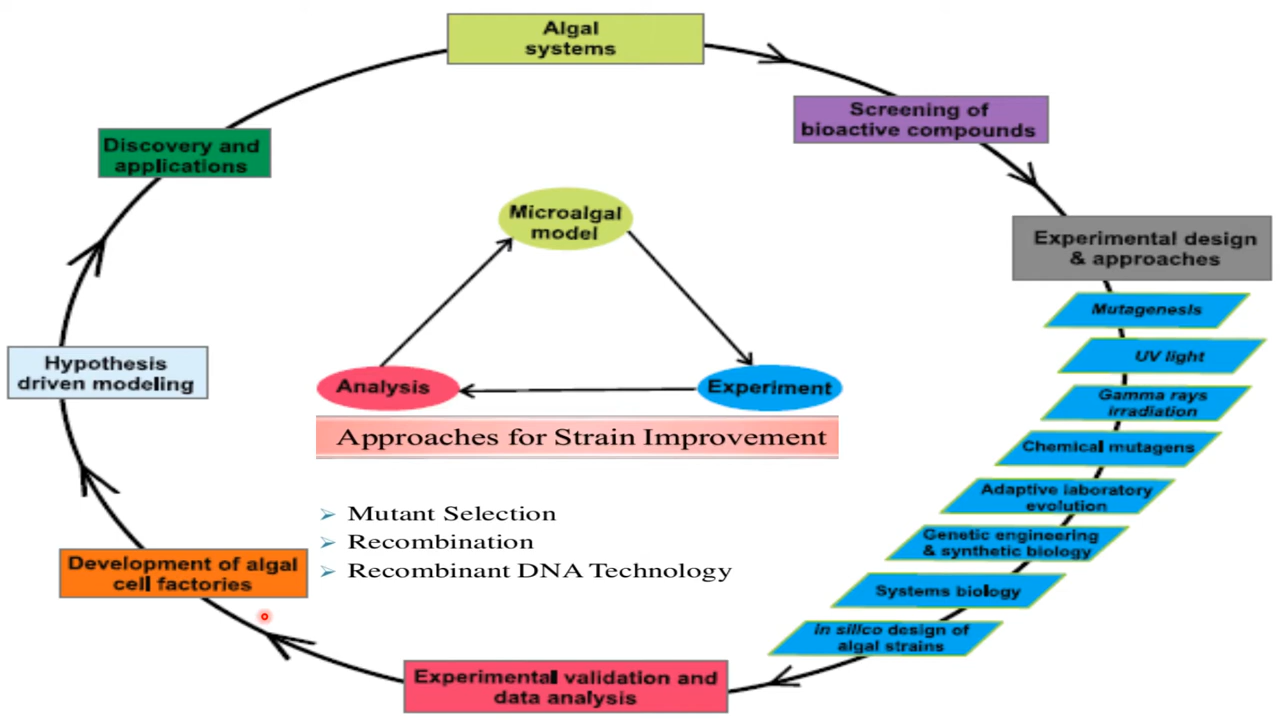 Algal
systems
Screening of
bioactive compounds
Experimental design
& approaches
Mutagenesis
UV light
Gamma rays
irradiation
Chemical mutagens
Adaptive laboratory
evolution
Genetic engineering
& synthetic biology
Systems biology
in silico design of
algal strains
Experimental validation and
data analysis
Development of algal
cell factories
Hypothesis
driven modeling
Discovery and
applications
Microalgal
model
Experiment
Analysis
Approaches for Strain Improvement
➢ Mutant Selection
➢ Recombination
➢ Recombinant DNA Technology